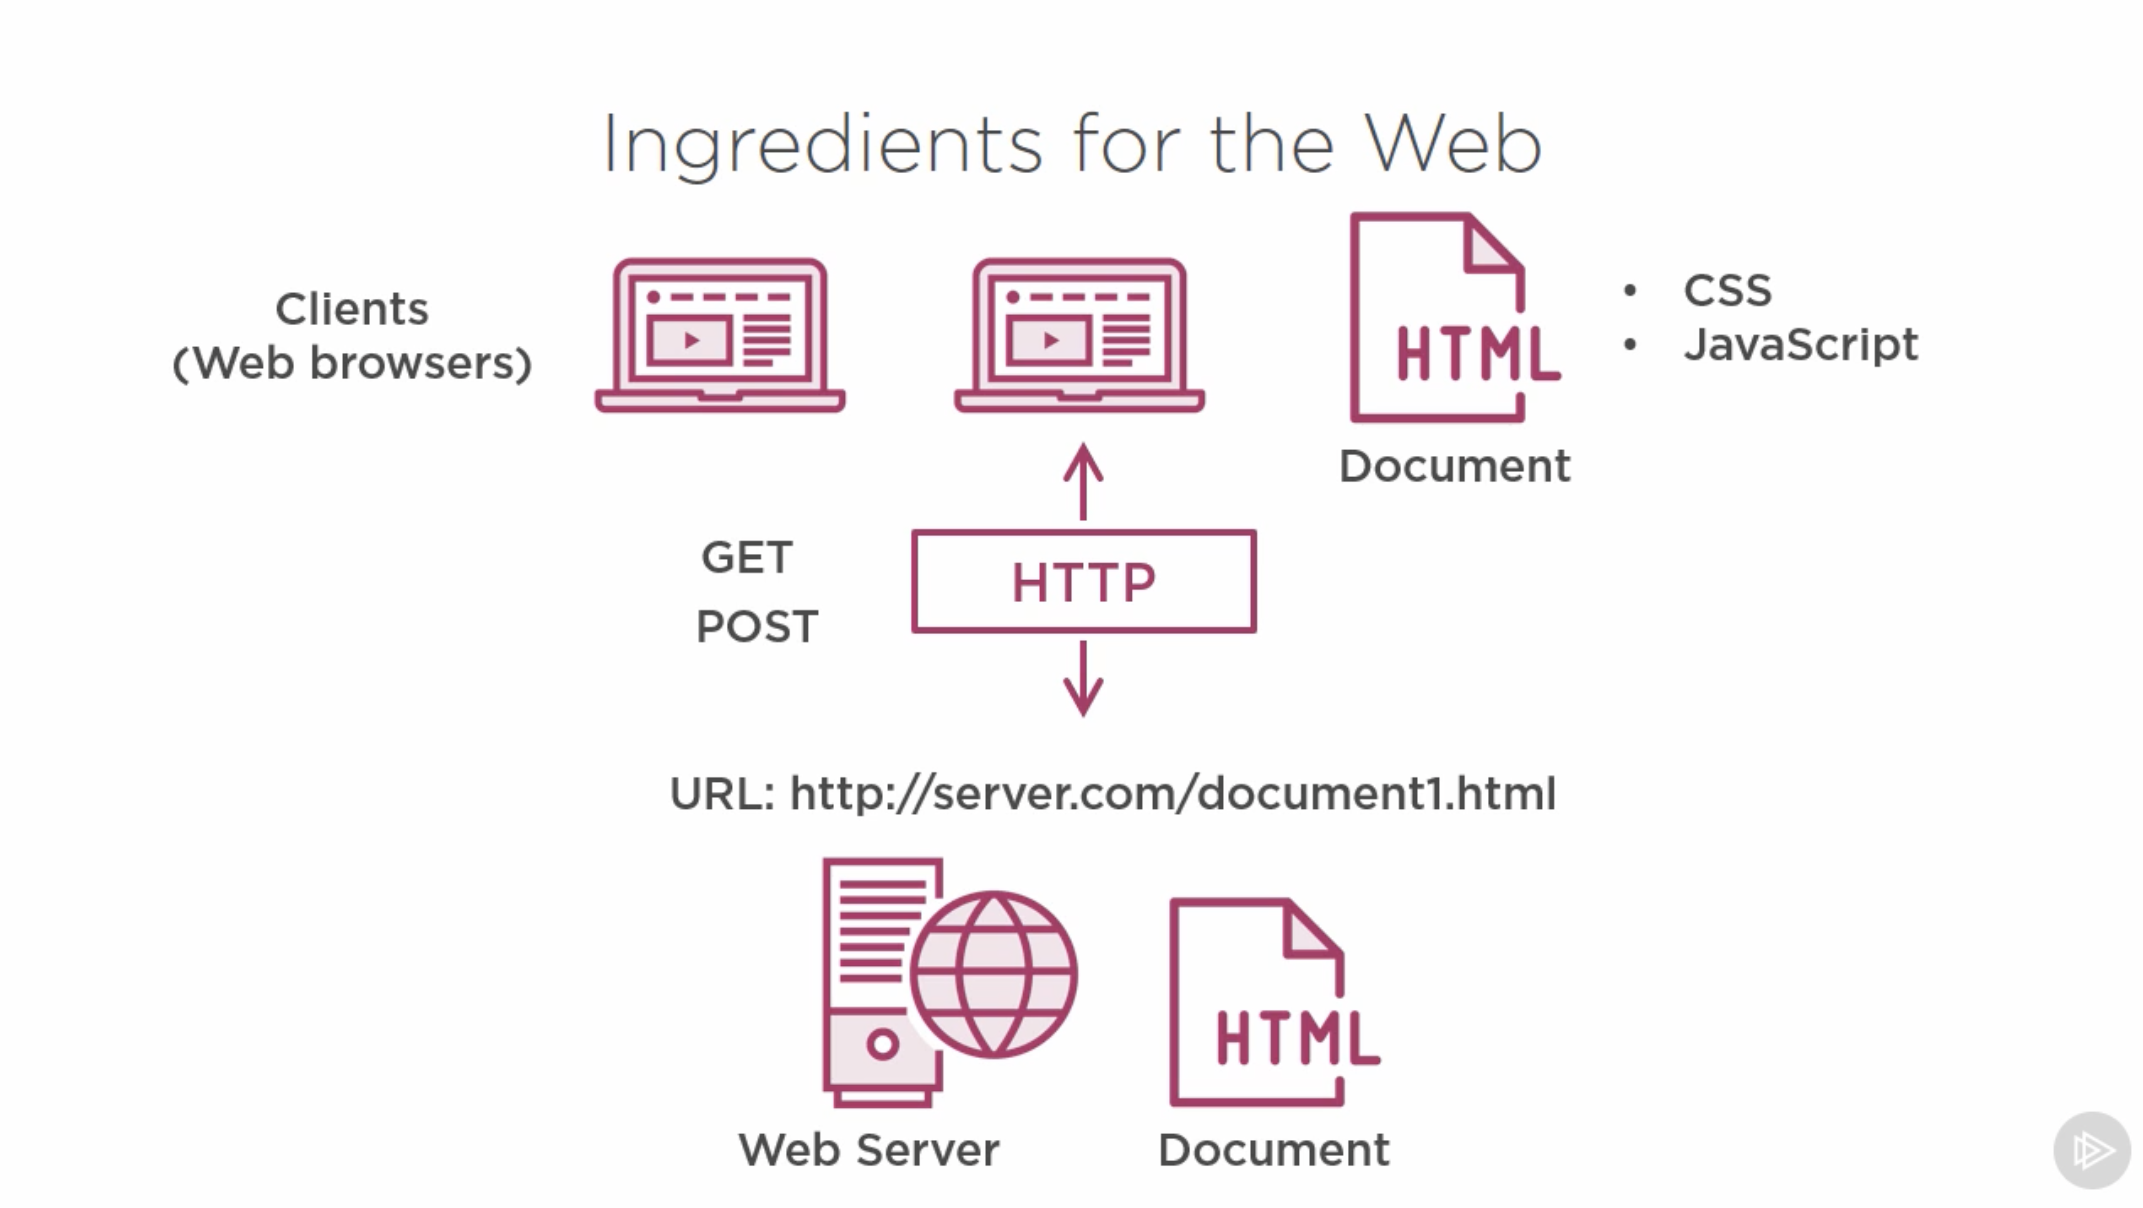 Ingredients for the Web
Clients
(Web browsers)
HTML
• CSS
• JavaScript
Document
GET
POST
HTTP
URL: http://server.com/document1.html
HTML
Web Server
Document